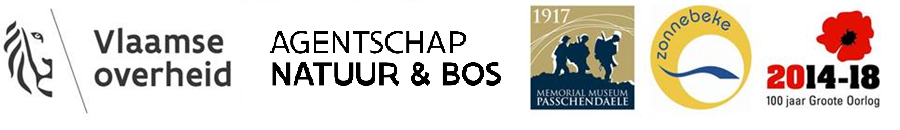 Vlaamse
overheid
AGENTSCHAP
NATUUR & BOS
1917
MEMORIAL MUSEUM
PASSCHENDAELE
zonnebeke
2014-18
100 jaar Groote Oorlog